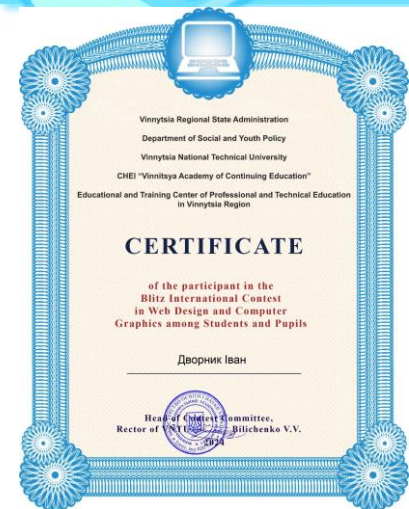 Vinnytsia Regional State Administration
Department of Social and Youth Policy
Vinnytsia National Technical University
CHEI "Vinnitsya Academy of Continuing Education"
Educational and Training Center of Professional and Technical Education
in Vinnytsia Region
CERTIFICATE
of the participant in the
Blitz International Contest
in Web Design and Computer
Graphics among Students and Pupils
Дворник Іван
Head of Contest Committee,
Rector of VNTU Bilichenko V.V.
2024